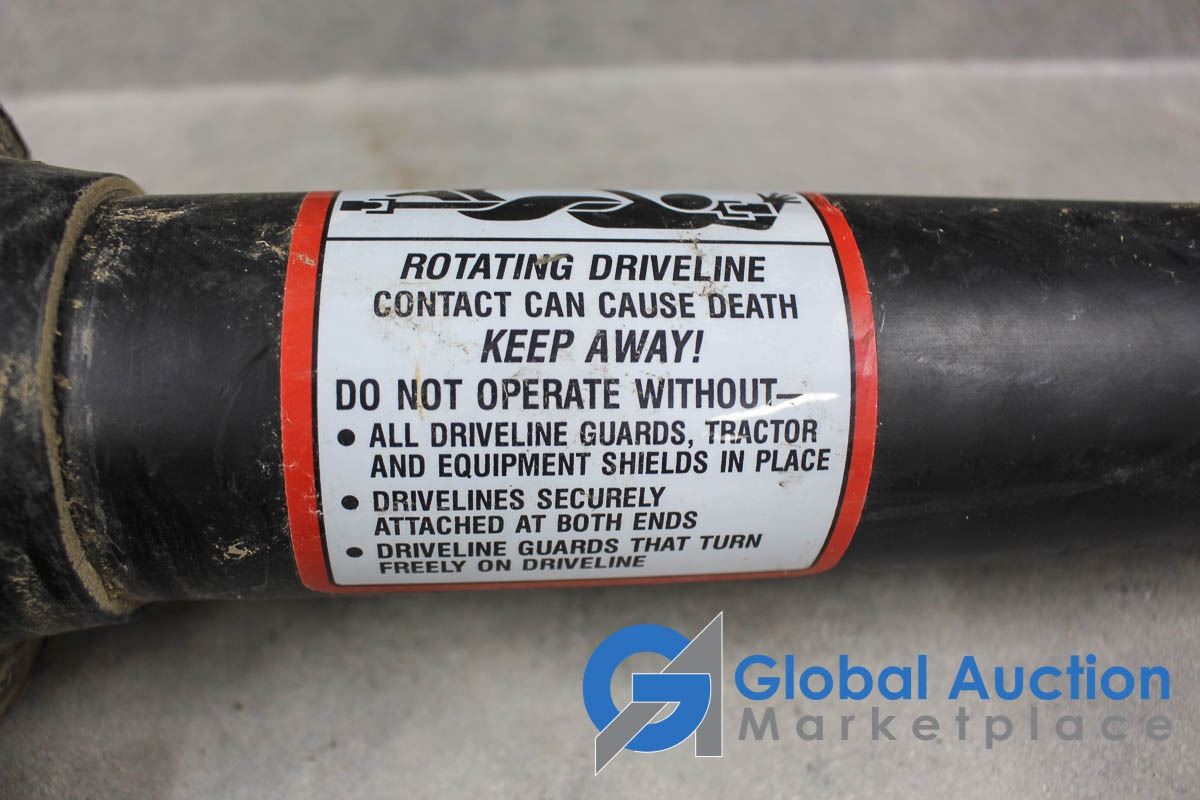 ROTATING DRIVELINE
CONTACT CAN CAUSE DEATH
KEEP AWAY!
DO NOT OPERATE WITHOUT—
• ALL DRIVELINE GUARDS, TRACTOR
AND EQUIPMENT SHIELDS IN PLACE
• DRIVELINES SECURELY
ATTACHED AT BOTH ENDS
• DRIVELINE GUARDS THAT TURN
FREELY ON DRIVELINE
GA Global Auction
Marketplace